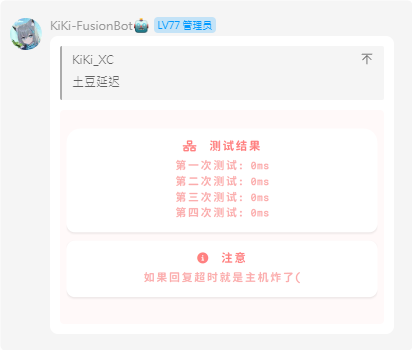 KiKi-FusionBot🤖 LV77 管理员
KiKi_XC
土豆延迟
测试结果
第一次测试: 0ms
第二次测试: 0ms
第三次测试: 0ms
第四次测试: 0ms
注意
如果回复超时就是主机炸了(